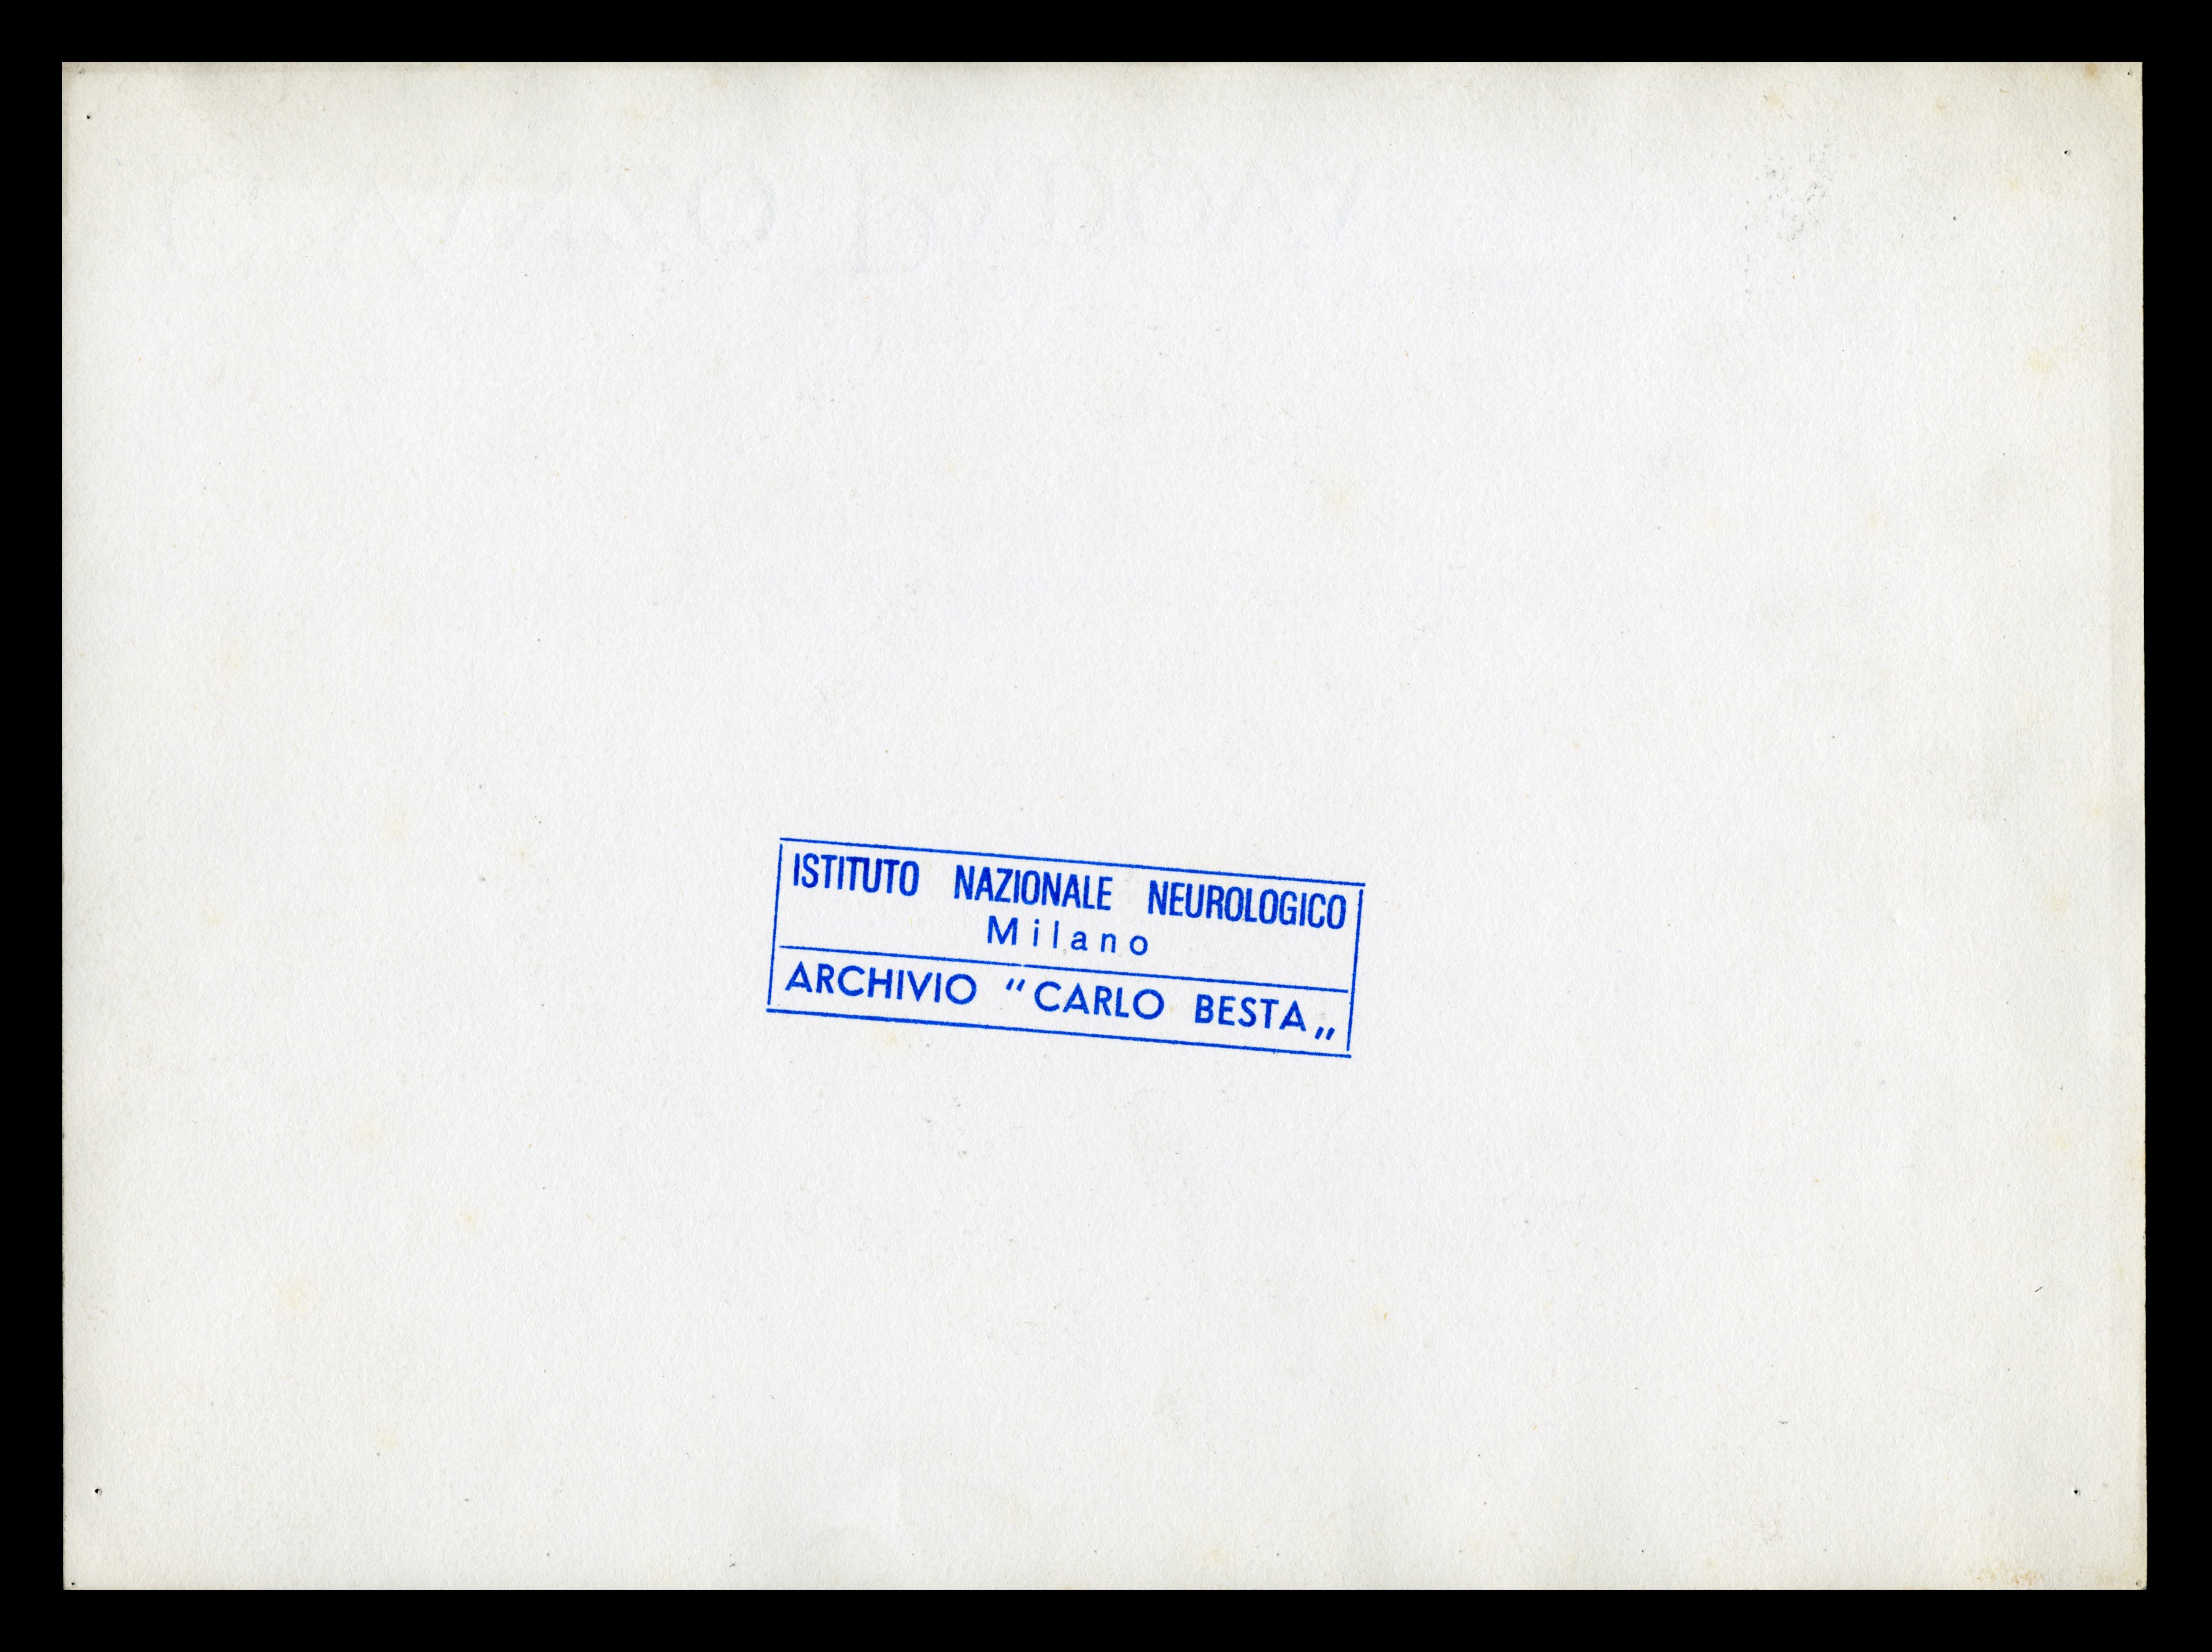 ISTITUTO NAZIONALE NEUROLOGICO
Milano
ARCHIVIO “CARLO BESTA„